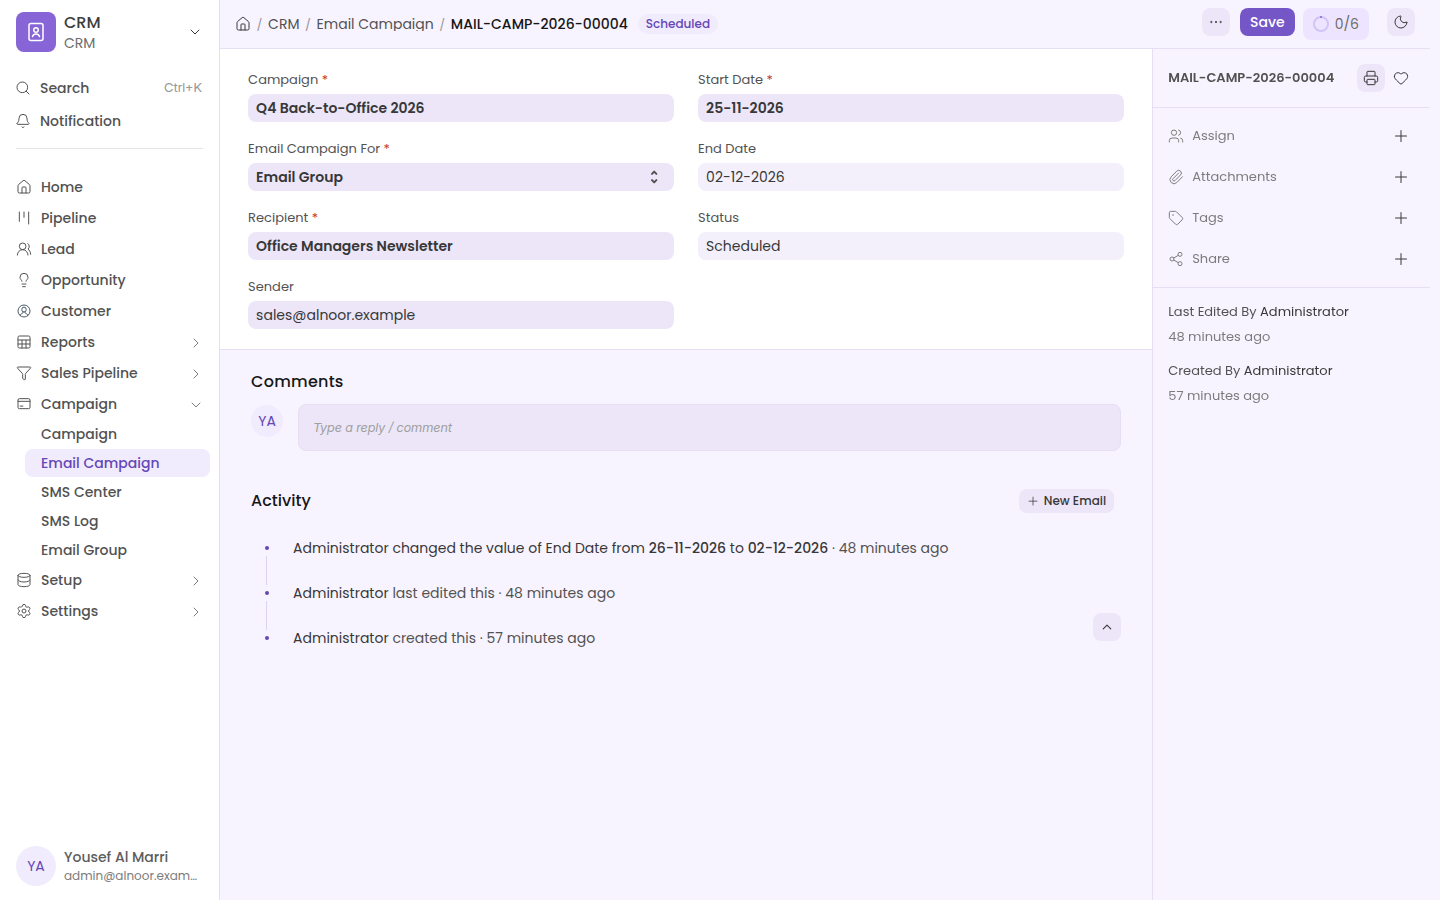 CRM
CRM
Search Ctrl+K
Notification
Home
Pipeline
Lead
Opportunity
Customer
Reports
Sales Pipeline
Campaign
Campaign
Email Campaign
SMS Center
SMS Log
Email Group
Setup
Settings
YA
Yousef Al Marri
admin@alnoor.exam...
/ CRM / Email Campaign / MAIL-CAMP-2026-00004 Scheduled
Save 0/6
Campaign *
Q4 Back-to-Office 2026
Email Campaign For *
Email Group
Recipient *
Office Managers Newsletter
Sender
sales@alnoor.example
Start Date *
25-11-2026
End Date
02-12-2026
Status
Scheduled
Comments
YA
Type a reply / comment
Activity
New Email
Administrator changed the value of End Date from 26-11-2026 to 02-12-2026 · 48 minutes ago
Administrator last edited this · 48 minutes ago
Administrator created this · 57 minutes ago
MAIL-CAMP-2026-00004
Assign
Attachments
Tags
Share
Last Edited By Administrator
48 minutes ago
Created By Administrator
57 minutes ago